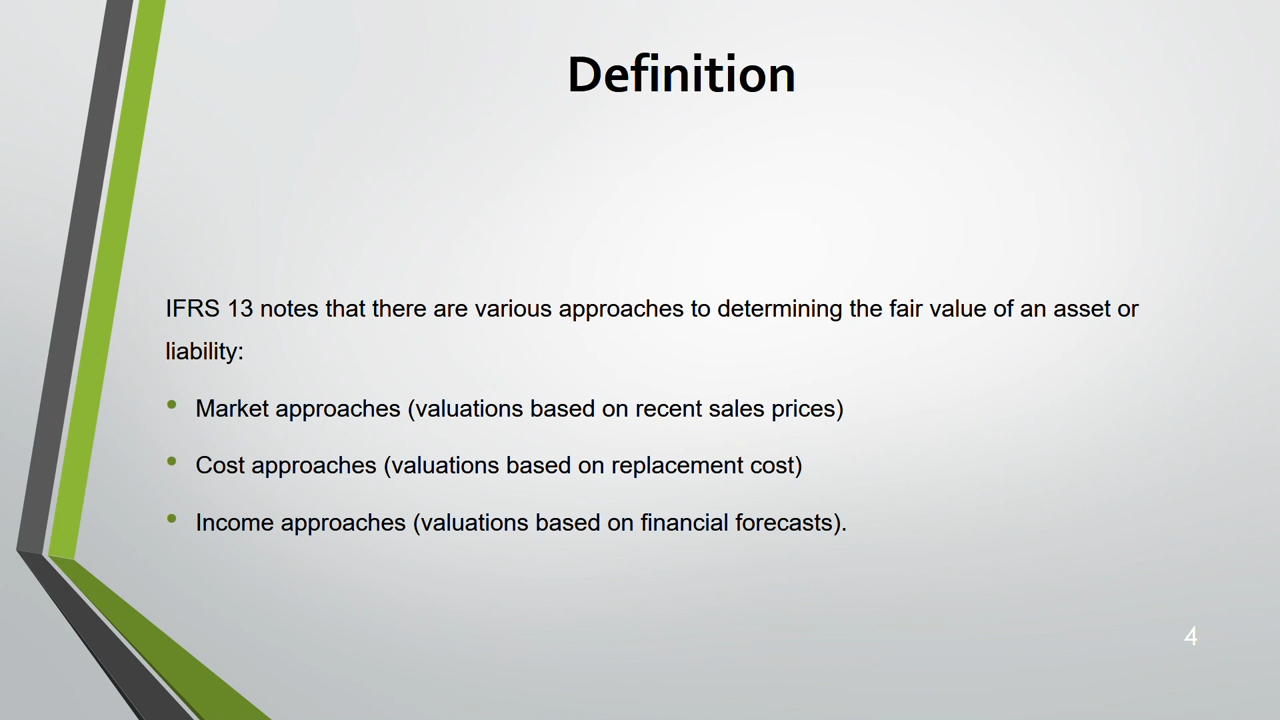 Definition
IFRS 13 notes that there are various approaches to determining the fair value of an asset or
liability:
• Market approaches (valuations based on recent sales prices)
• Cost approaches (valuations based on replacement cost)
• Income approaches (valuations based on financial forecasts).
4